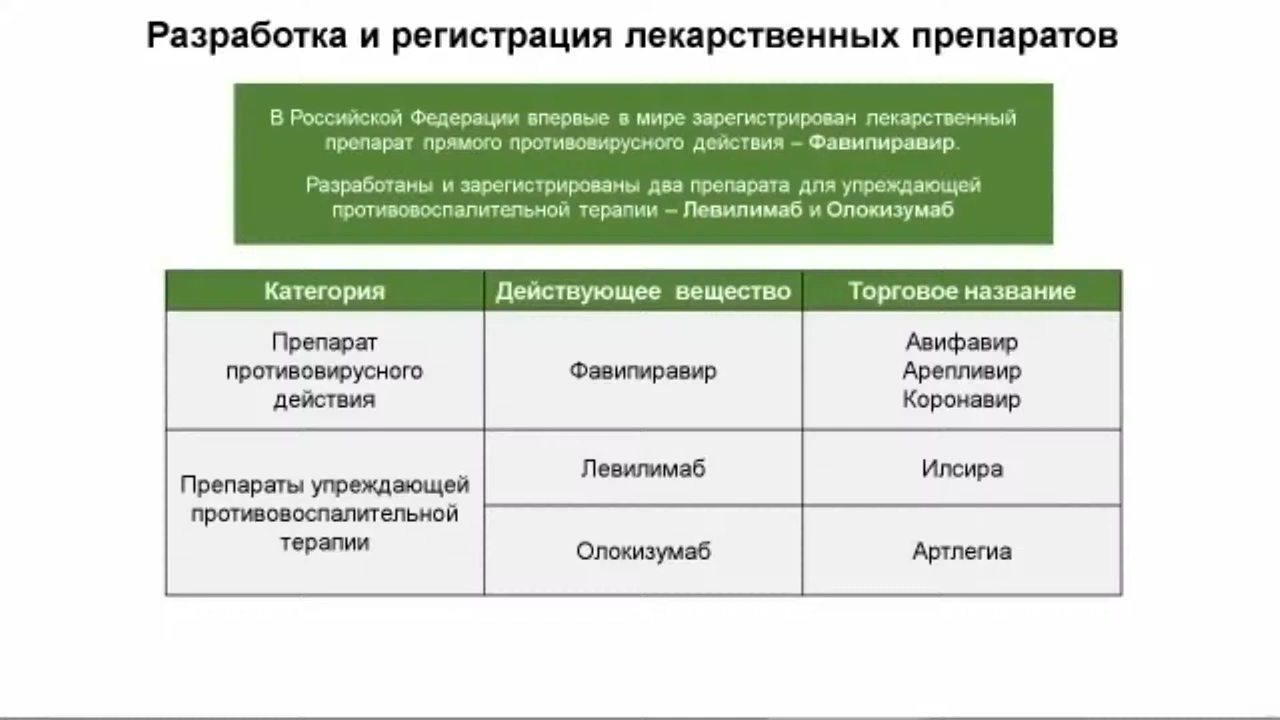 Разработка и регистрация лекарственных препаратов
В Российской Федерации впервые в мире зарегистрирован лекарственный
препарат прямого противовирусного действия – Фавипиравир.
Разработаны и зарегистрированы два препарата для упреждающей
противовоспалительной терапии – Левилимаб и Олокизумаб
Категория
Действующее вещество
Торговое название
Препарат
противовирусного
действия
Фавипиравир
Авифавир
Арепливир
Коронавир
Препараты упреждающей
противовоспалительной
терапии
Левилимаб
Илсира
Олокизумаб
Артлегиа